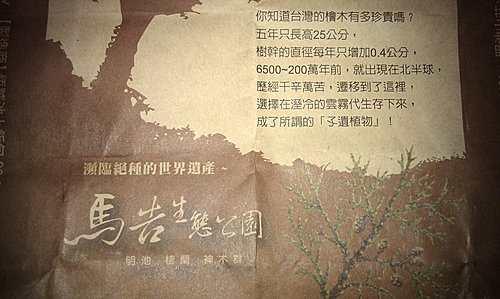 你知道台灣的檜木有多珍貴嗎？
五年只長高25公分，
樹幹的直徑每年只增加0.4公分，
6500~200萬年前，就出現在北半球，
歷經千辛萬苦，遷移到了這裡，
選擇在溼冷的雲霧代生存下來，
成了所謂的「孑遺植物」！
瀕臨絕種的世界遺產~
馬告生態公園
明池．棲蘭．神木群